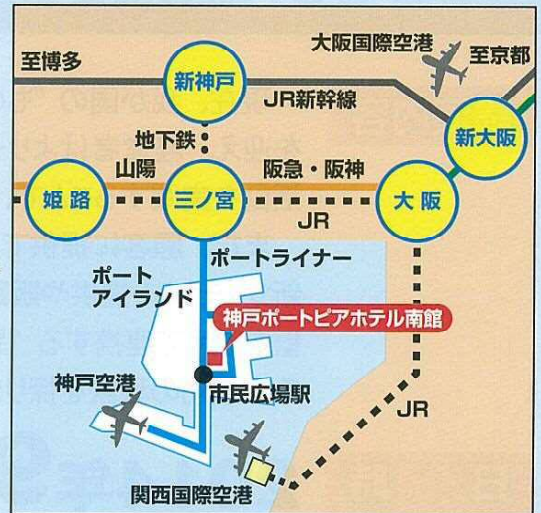 大阪国際空港
至博多
至京都
新神戸
JR新幹線
新大阪
地下鉄
山陽
阪急・阪神
姫路
三ノ宮
大阪
JR
ポートライナー
ポート
アイランド
神戸ポートピアホテル南館
神戸空港
市民広場駅
JR
関西国際空港